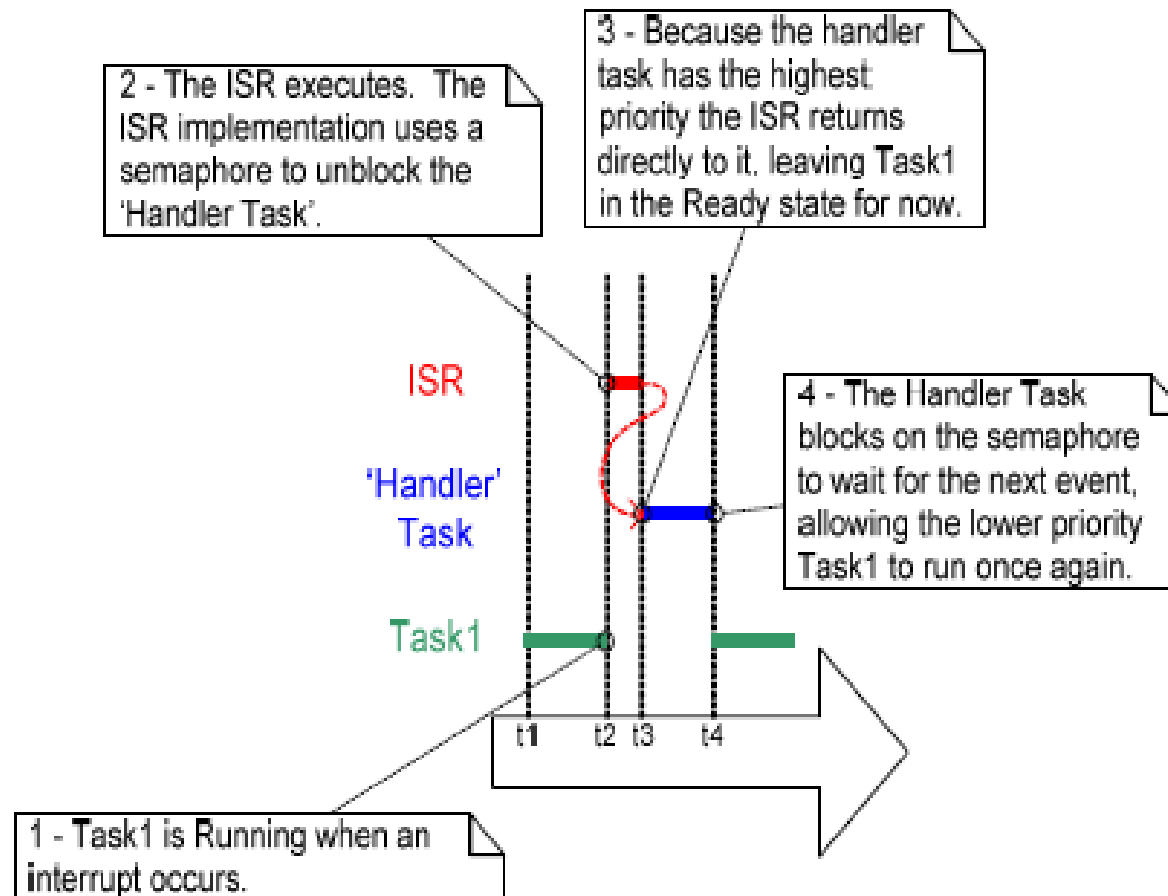 2 - The ISR executes. The
ISR implementation uses a
semaphore to unblock the
'Handler Task'.
3 - Because the handler
task has the highest
priority the ISR returns
directly to it, leaving Task1
in the Ready state for now.
ISR
'Handler'
Task
4 - The Handler Task
blocks on the semaphore
to wait for the next event,
allowing the lower priority
Task1 to run once again.
Task1
t1 t2 t3 t4
1 - Task1 is Running when an
interrupt occurs.